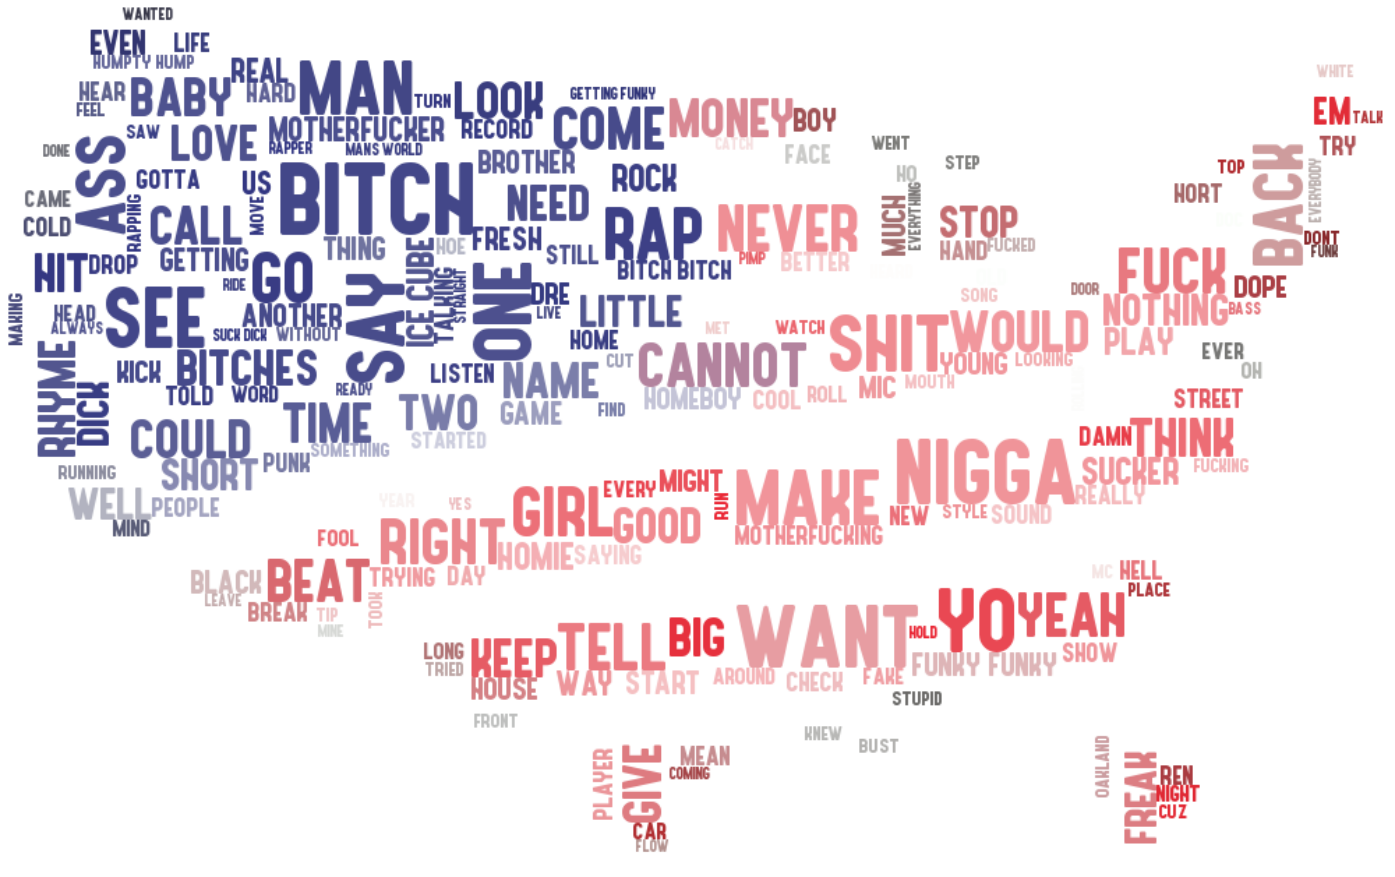 WANTED
EVEN
LIFE
HUMPTY HUMP
REAL
HEAR
BABY
HARD
MAN
TURN
LOOK
GETTING FUNKY
FEEL
COME
MONEY
BOY
WHITE
EM
TALK
SAW
LOVE
MOTHERFUCKER
RECORD
TRY
DONE
ASS
RAPPER
MANS WORLD
BROTHER
CATCH
FACE
WENT
STEP
TOP
BACK
EVERYBODY
GOTTA
US
BITCH
ROCK
HO
HORT
CAME
COLD
RAPPING
CALL
MOVE
NEED
RAP
NEVER
MUCH
EVERYTHING
STOP
HAND
FUCKED
DONT
FUNK
THING
ICE CUBE
HOE
FRESH
STILL
BITCH BITCH
PIMP
BETTER
HIT
DROP
GETTING
RIDE
GO
SAY
TALKING
STRAIGHT
ONE
DRE
LIVE
LITTLE
FUCK
DOPE
MAKING
HEAD
ALWAYS
SEE
ANOTHER
SUCK DICK
WITHOUT
HOME
MET
WATCH
SHIT
SONG
WOULD
DOOR
NOTHING
BASS
PLAY
RHYME
DICK
KICK
BITCHES
LISTEN
NAME
CUT
CANNOT
YOUNG
LOOKING
EVER
OH
TOLD
WORD
READY
TWO
GAME
FIND
HOMEBOY
COOL
ROLL
MIC
MOUTH
STREET
COULD
TIME
SOMETHING
STARTED
DAMN
THINK
RUNNING
SHORT
PUNK
NIGGA
SUCKER
FUCKING
WELL
PEOPLE
MIND
YEAR
YES
GIRL
EVERY
MIGHT
RUN
MAKE
REALLY
FOOL
RIGHT
GOOD
MOTHERFUCKING
NEW
STYLE
SOUND
BLACK
LEAVE
BEAT
TRYING
DAY
HOMIE
SAYING
MC
HELL
PLACE
BREAK
TIP
MINE
TOOK
LONG
TRIED
KEEP
TELL
BIG
WANT
HOLD
YO
YEAH
HOUSE
WAY
START
AROUND
CHECK
FAKE
FUNKY FUNKY
SHOW
STUPID
FRONT
KNEW
BUST
PLAYER
GIVE
MEAN
COMING
OAKLAND
FREAK
REN
NIGHT
CUZ
CAR
FLOW